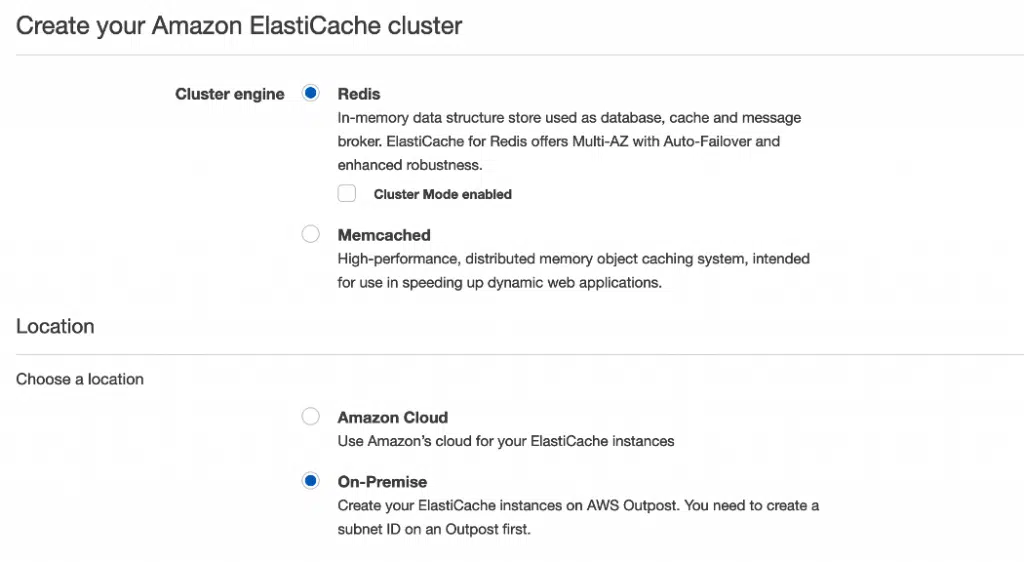 Create your Amazon ElastiCache cluster
Cluster engine
Redis
In-memory data structure store used as database, cache and message
broker. ElastiCache for Redis offers Multi-AZ with Auto-Failover and
enhanced robustness.
Cluster Mode enabled
Memcached
High-performance, distributed memory object caching system, intended
for use in speeding up dynamic web applications.
Location
Choose a location
Amazon Cloud
Use Amazon's cloud for your ElastiCache instances
On-Premise
Create your ElastiCache instances on AWS Outpost. You need to create a
subnet ID on an Outpost first.